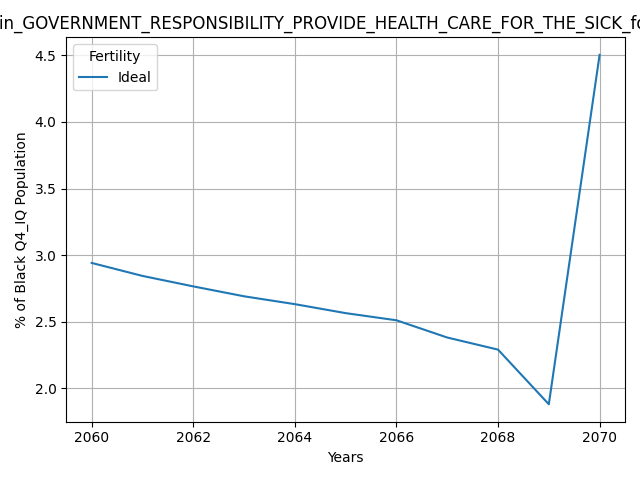 in_GOVERNMENT_RESPONSIBILITY_PROVIDE_HEALTH_CARE_FOR_THE_SICK_fo
Fertility
Ideal
4.5
4.0
3.5
3.0
2.5
2.0
% of Black Q4_IQ Population
2060 2062 2064 2066 2068 2070
Years